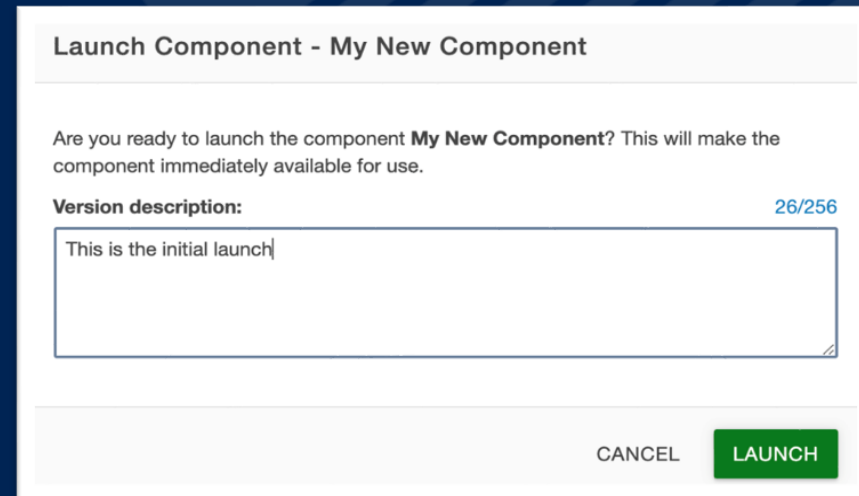 Launch Component - My New Component
Are you ready to launch the component My New Component? This will make the
component immediately available for use.
Version description:
26/256
This is the initial launch
CANCEL
LAUNCH